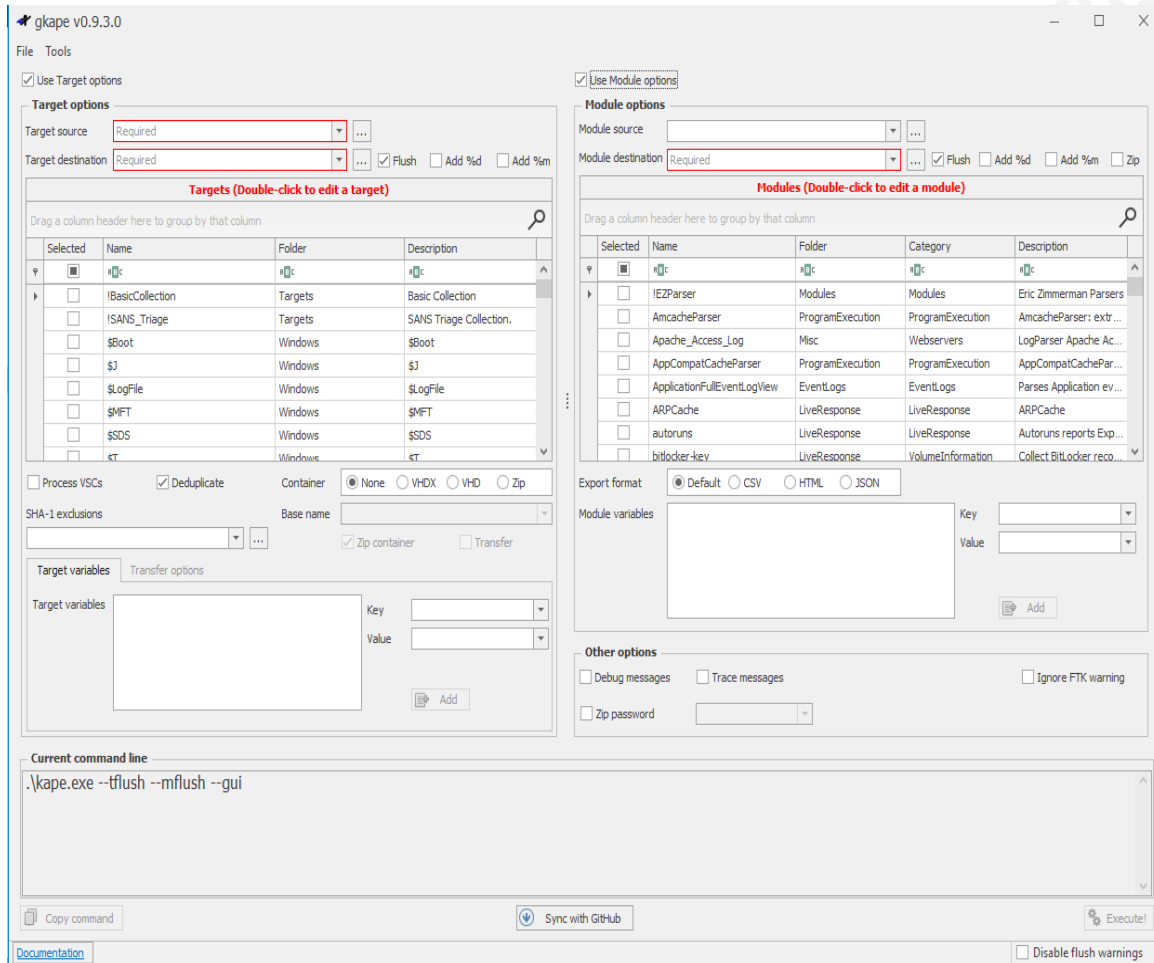 gkape v0.9.3.0
File Tools
Use Target options
Target options
Target source Required ...
Target destination Required ... Flush Add %d Add %m
Targets (Double-click to edit a target)
Drag a column header here to group by that column
Selected Name Folder Description
!BasicCollection Targets Basic Collection
!SANS_Triage Targets SANS Triage Collection.
$Boot Windows $Boot
$J Windows $J
$LogFile Windows $LogFile
$MFT Windows $MFT
$SDS Windows $SDS
$T Windows $T
Process VSCs Deduplicate Container None VHDX VHD Zip
SHA-1 exclusions Base name
... Zip container Transfer
Target variables Transfer options
Target variables Key
Value
Add
Use Module options
Module options
Module source ...
Module destination Required ... Flush Add %d Add %m Zip
Modules (Double-click to edit a module)
Drag a column header here to group by that column
Selected Name Folder Category Description
!EZParser Modules Modules Eric Zimmerman Parsers
AmcacheParser ProgramExecution ProgramExecution AmcacheParser: extr...
Apache_Access_Log Misc Webservers LogParser Apache Ac...
AppCompatCacheParser ProgramExecution ProgramExecution AppCompatCachePar...
ApplicationFullEventLogView EventLogs EventLogs Parses Application ev...
ARPCache LiveResponse LiveResponse ARPCache
autoruns LiveResponse LiveResponse Autoruns reports Exp...
bitlocker-key LiveResponse VolumeInformation Collect BitLocker reco...
Export format Default CSV HTML JSON
Module variables Key
Value
Add
Other options
Debug messages Trace messages Ignore FTK warning
Zip password
Current command line
.\kape.exe --tflush --mflush --gui
Copy command Sync with GitHub Execute!
Documentation Disable flush warnings